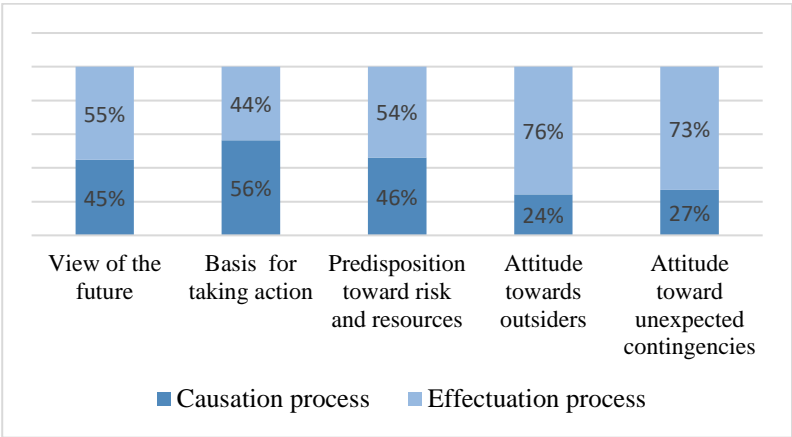 55% 44% 54% 76% 73%
45% 56% 46% 24% 27%
View of the Basis for Predisposition Attitude Attitude
future taking action toward risk towards toward
and resources outsiders unexpected
contingencies
Causation process Effectuation process